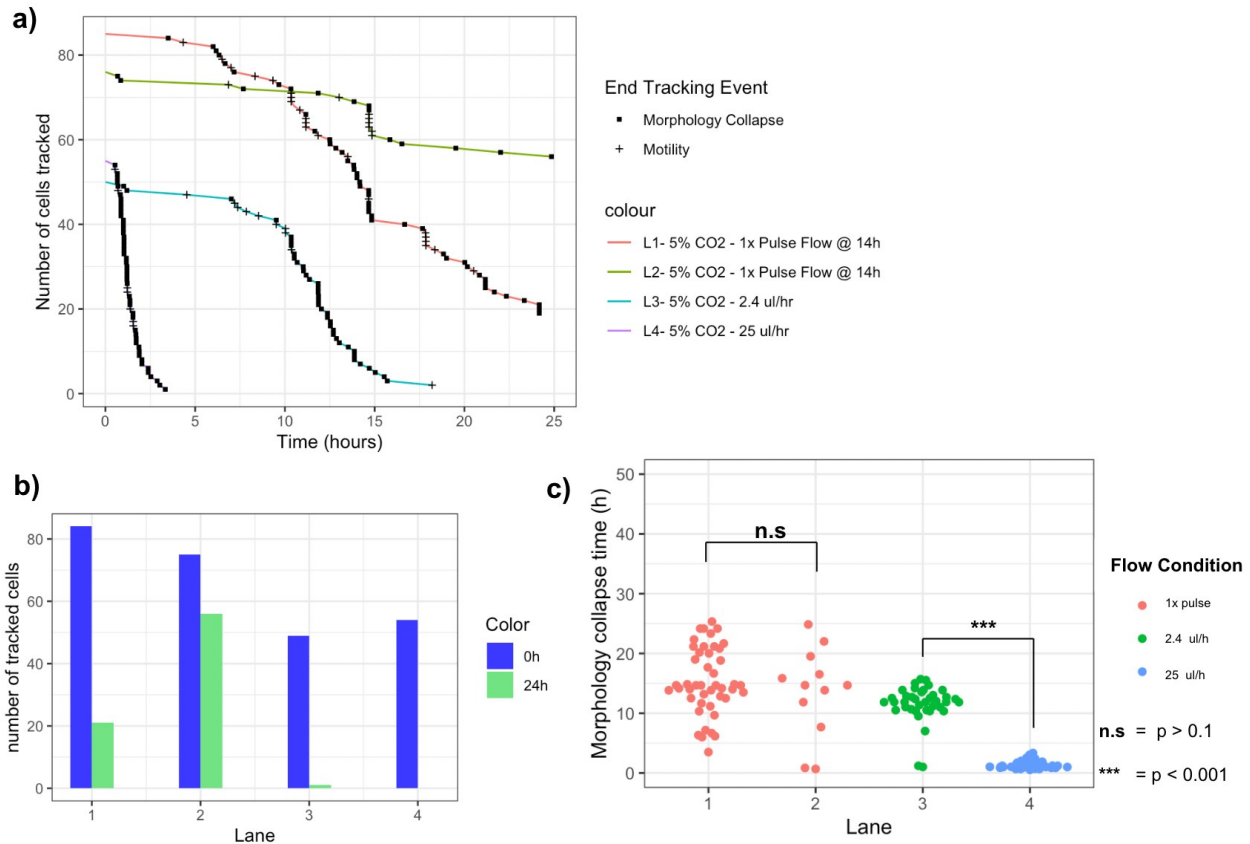 a)
Number of cells tracked
80
60
40
20
0
0 5 10 15 20 25
Time (hours)
End Tracking Event
Morphology Collapse
Motility
colour
L1- 5% CO2 - 1x Pulse Flow @ 14h
L2- 5% CO2 - 1x Pulse Flow @ 14h
L3- 5% CO2 - 2.4 ul/hr
L4- 5% CO2 - 25 ul/hr
b)
number of tracked cells
80
60
40
20
0
1 2 3 4
Lane
Color
0h
24h
c)
Morphology collapse time (h)
50
40
30
20
10
0
n.s
***
1 2 3 4
Lane
Flow Condition
1x pulse
2.4 ul/h
25 ul/h
n.s = p > 0.1
*** = p < 0.001